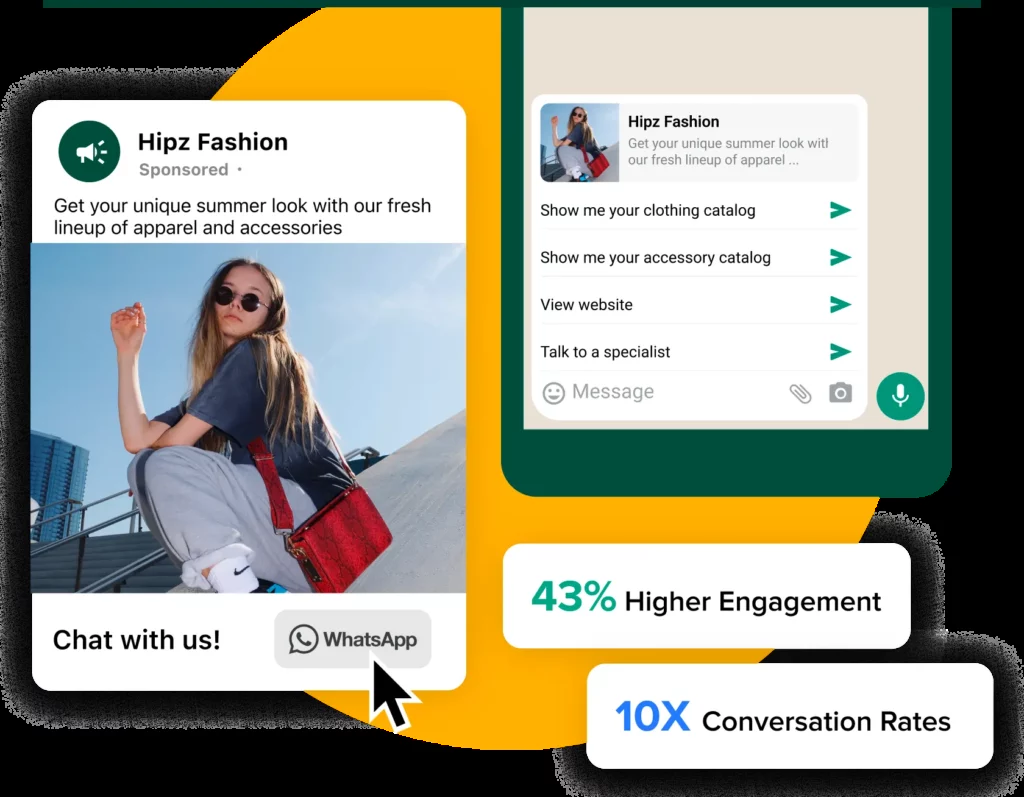 Hipz Fashion
Sponsored ·
Get your unique summer look with our fresh
lineup of apparel and accessories
Chat with us!
WhatsApp
Hipz Fashion
Get your unique summer look with
our fresh lineup of apparel ...
Show me your clothing catalog
Show me your accessory catalog
View website
Talk to a specialist
Message
43% Higher Engagement
10X Conversation Rates